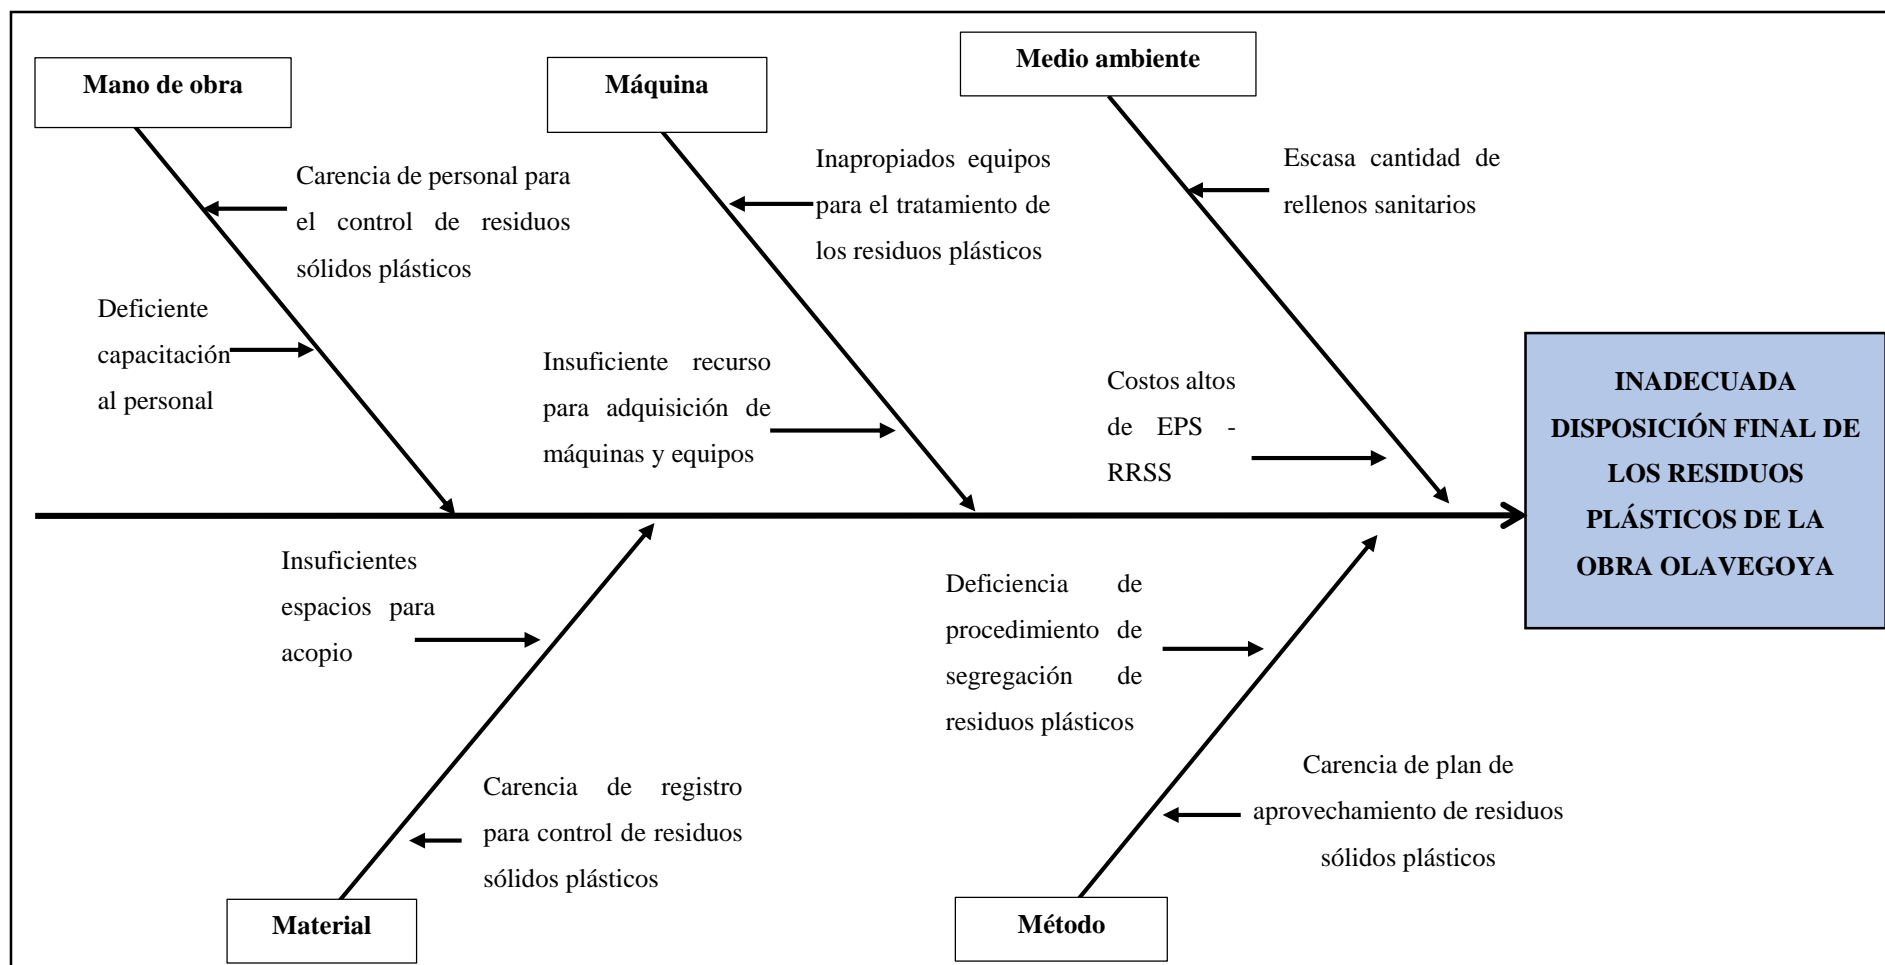 Mano de obra
Máquina
Medio ambiente
Carencia de personal para
el control de residuos
sólidos plásticos
Deficiente
capacitación
al personal
Inapropiados equipos
para el tratamiento de
los residuos plásticos
Insuficiente recurso
para adquisición de
máquinas y equipos
Escasa cantidad de
rellenos sanitarios
Costos altos
de EPS -
RRSS
INADECUADA
DISPOSICIÓN FINAL DE
LOS RESIDUOS
PLÁSTICOS DE LA
OBRA OLAVEGOYA
Insuficientes
espacios para
acopio
Carencia de registro
para control de residuos
sólidos plásticos
Deficiencia de
procedimiento de
segregación de
residuos plásticos
Carencia de plan de
aprovechamiento de residuos
sólidos plásticos
Material
Método